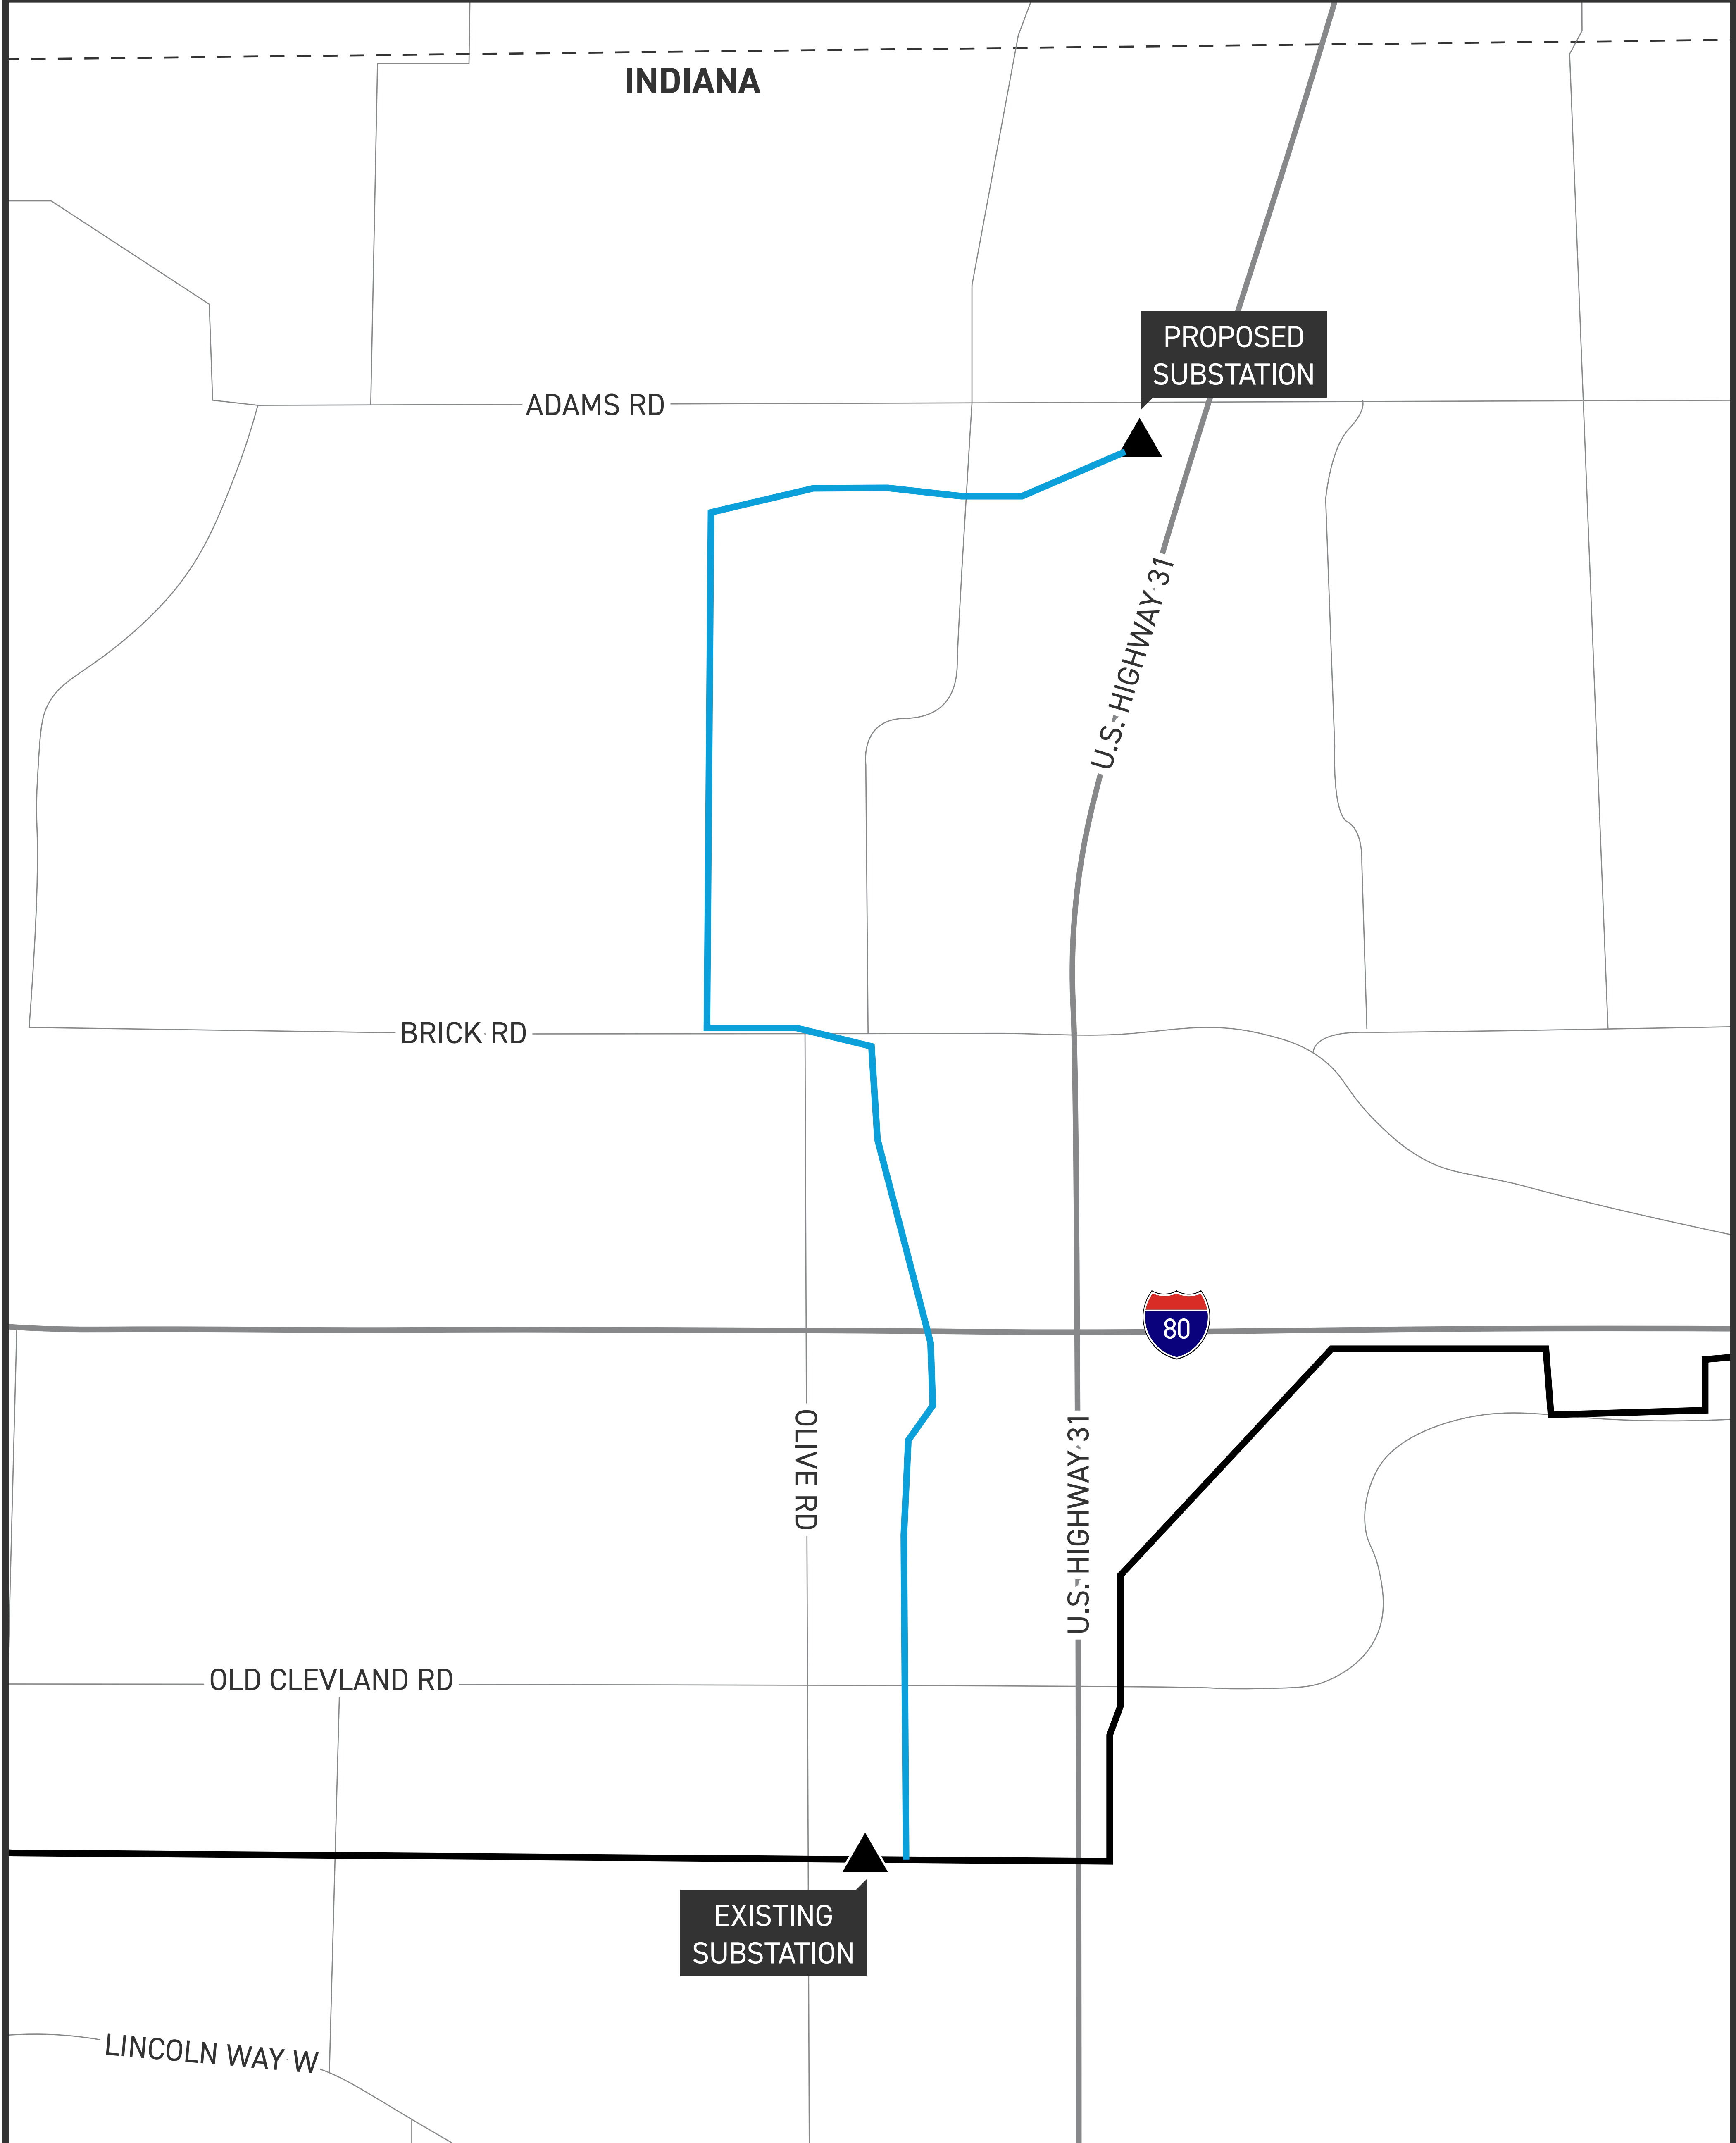 INDIANA
PROPOSED
SUBSTATION
ADAMS RD
U.S. HIGHWAY 31
BRICK RD
80
OLIVE RD
U.S. HIGHWAY 31
OLD CLEVLAND RD
EXISTING
SUBSTATION
LINCOLN WAY W